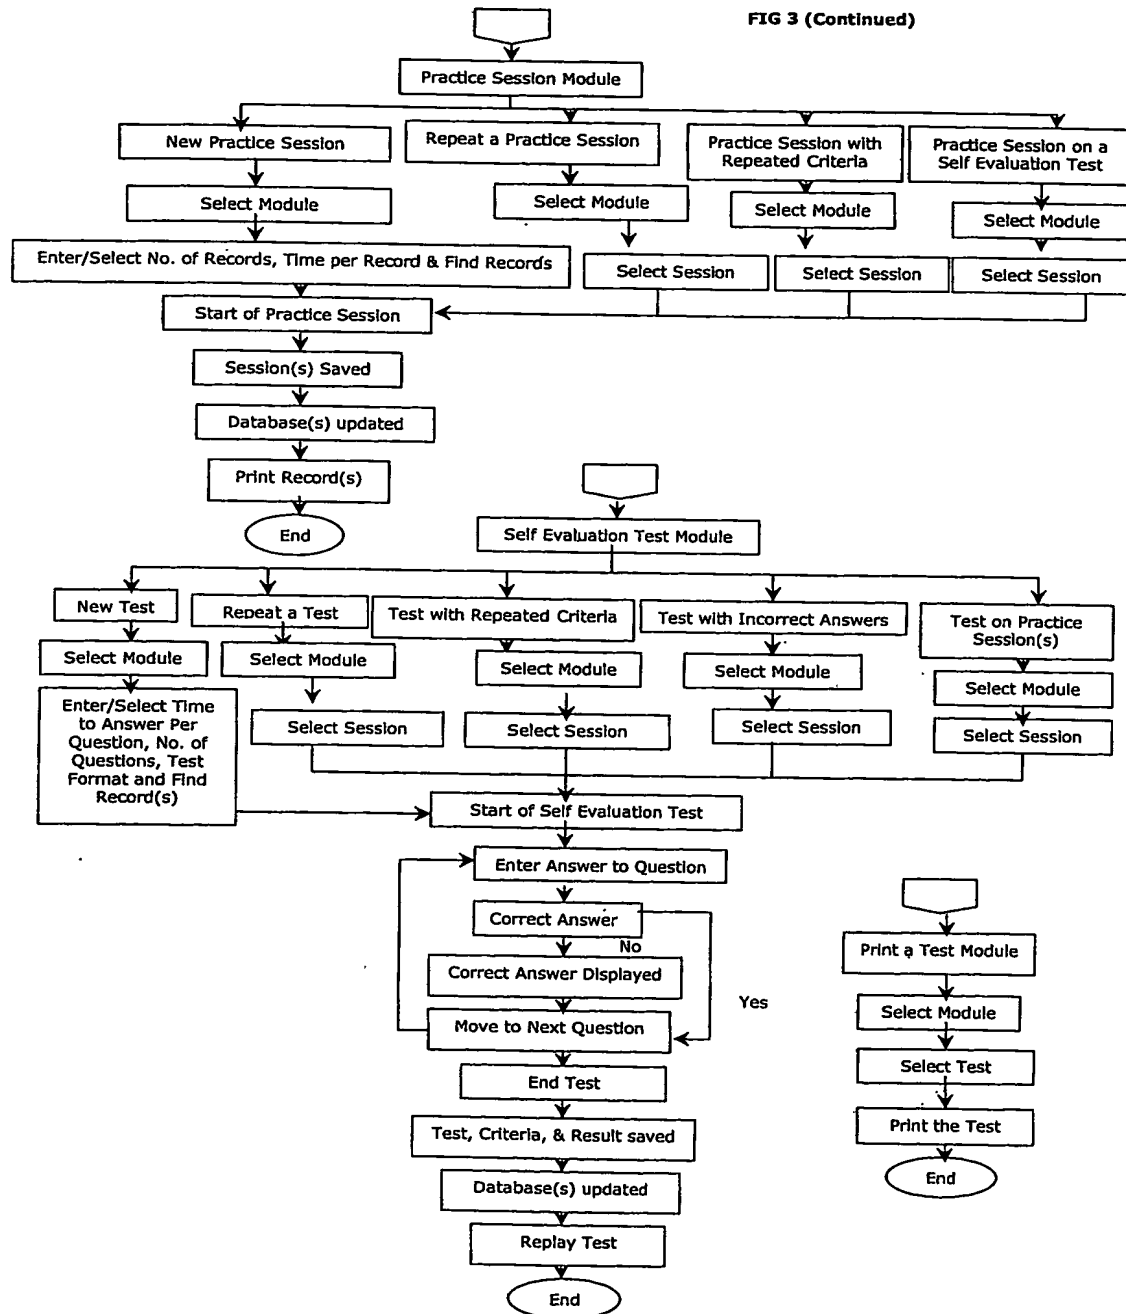 FIG 3 (Continued)
Practice Session Module
New Practice Session
Repeat a Practice Session
Practice Session with
Repeated Criteria
Practice Session on a
Self Evaluation Test
Select Module
Select Module
Select Module
Select Module
Enter/Select No. of Records, Time per Record & Find Records
Select Session
Select Session
Select Session
Start of Practice Session
Session(s) Saved
Database(s) updated
Print Record(s)
End
Self Evaluation Test Module
New Test
Repeat a Test
Test with Repeated Criteria
Test with Incorrect Answers
Test on Practice
Session(s)
Select Module
Select Module
Select Module
Select Module
Select Module
Enter/Select Time
to Answer Per
Question, No. of
Questions, Test
Format and Find
Record(s)
Select Session
Select Session
Select Session
Select Session
Start of Self Evaluation Test
Enter Answer to Question
Correct Answer
No
Correct Answer Displayed
Yes
Move to Next Question
End Test
Test, Criteria, & Result saved
Database(s) updated
Replay Test
End
Print a Test Module
Select Module
Select Test
Print the Test
End